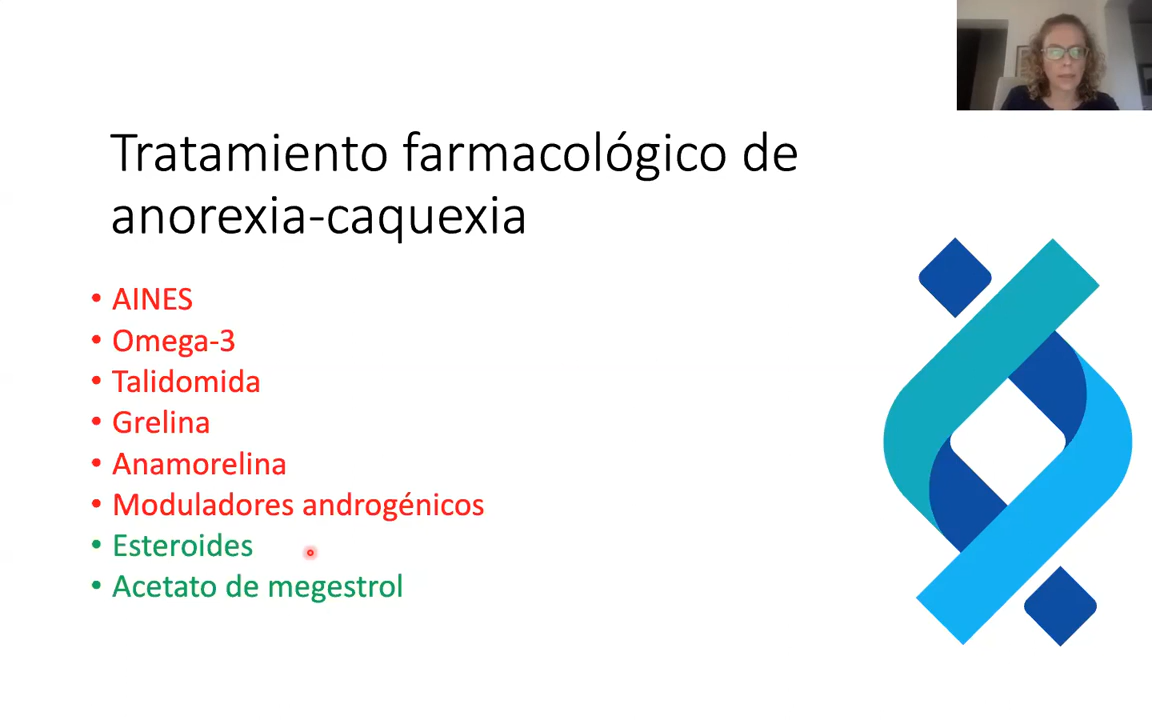 Tratamiento farmacológico de
anorexia-caquexia
• AINES
• Omega-3
• Talidomida
• Grelina
• Anamorelina
• Moduladores androgénicos
• Esteroides
• Acetato de megestrol